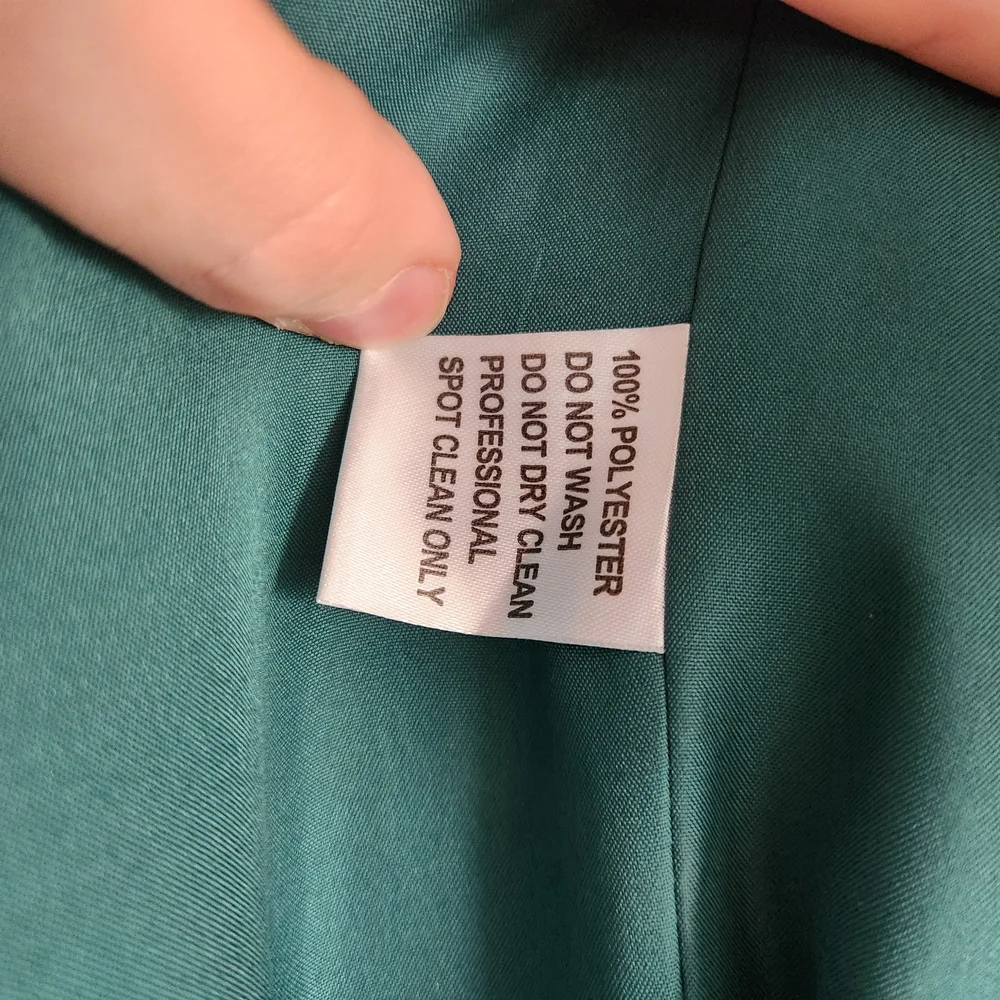 100% POLYESTER
DO NOT WASH
DO NOT DRY CLEAN
PROFESSIONAL
SPOT CLEAN ONLY